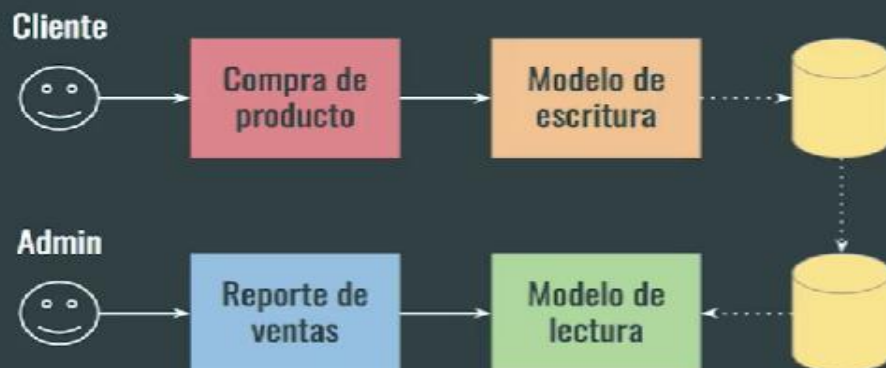 Cliente
Compra de
producto
Modelo de
escritura
Admin
Reporte de
ventas
Modelo de
lectura